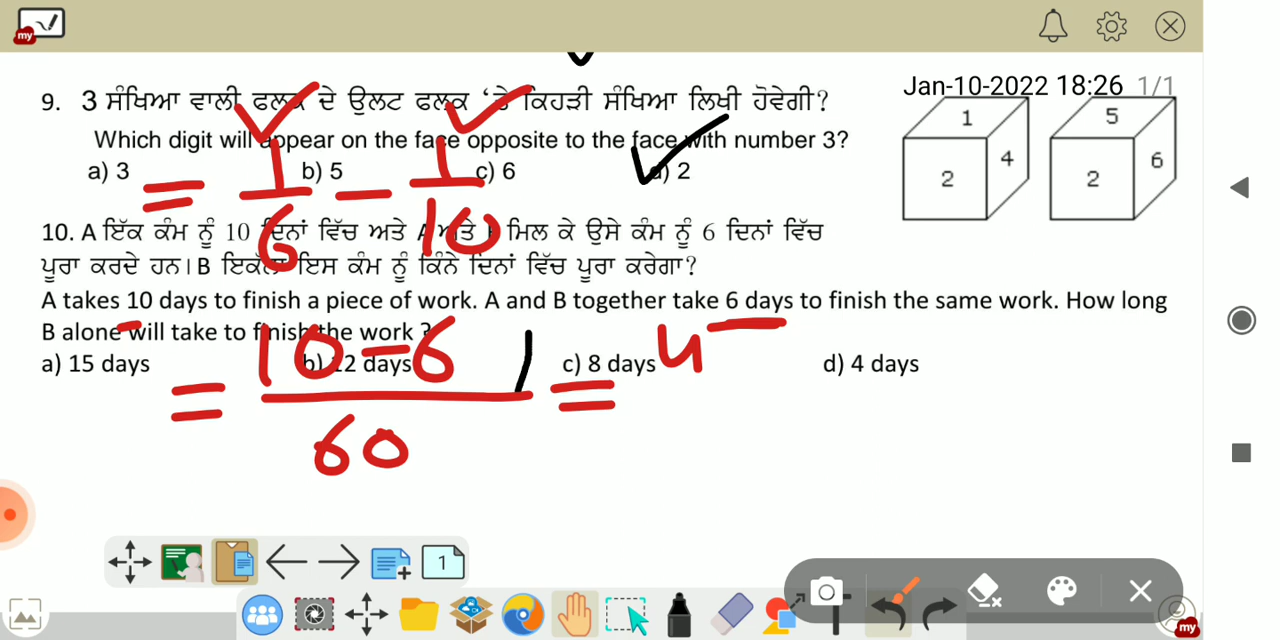 my
Jan-10-2022 18:26 1/1
9. 3 ਸੰਖਿਆ ਵਾਲੀ ਫਲਕ ਦੇ ਉਲਟ ਫਲਕ ‘ਤੇ ਕਿਹੜੀ ਸੰਖਿਆ ਲਿਖੀ ਹੋਵੇਗੀ?
Which digit will appear on the face opposite to the face with number 3?
a) 3 b) 5 c) 6 d) 2
1 4 2
5 6 2
= 1/6 − 1/10
10. A ਇੱਕ ਕੰਮ ਨੂੰ 10 ਦਿਨਾਂ ਵਿੱਚ ਅਤੇ A ਅਤੇ ਮਿਲ ਕੇ ਉਸੇ ਕੰਮ ਨੂੰ 6 ਦਿਨਾਂ ਵਿੱਚ
ਪੂਰਾ ਕਰਦੇ ਹਨ। B ਇਕੱਲਾ ਇਸ ਕੰਮ ਨੂੰ ਕਿੰਨੇ ਦਿਨਾਂ ਵਿੱਚ ਪੂਰਾ ਕਰੇਗਾ?
A takes 10 days to finish a piece of work. A and B together take 6 days to finish the same work. How long
B alone will take to finish the work ?
a) 15 days b) 12 days c) 8 days d) 4 days
= 10 − 6 / 60 = 4
1
my